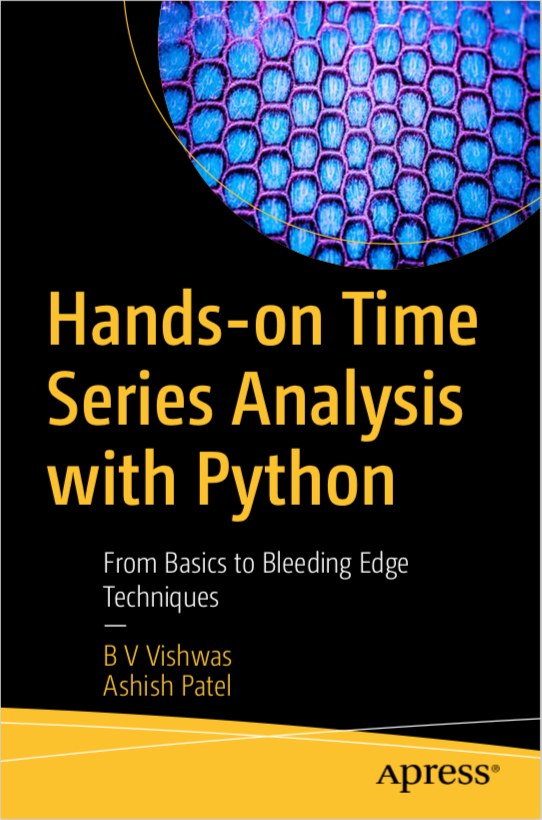 Hands-on Time
Series Analysis
with Python
From Basics to Bleeding Edge
Techniques
B V Vishwas
Ashish Patel
Apress®